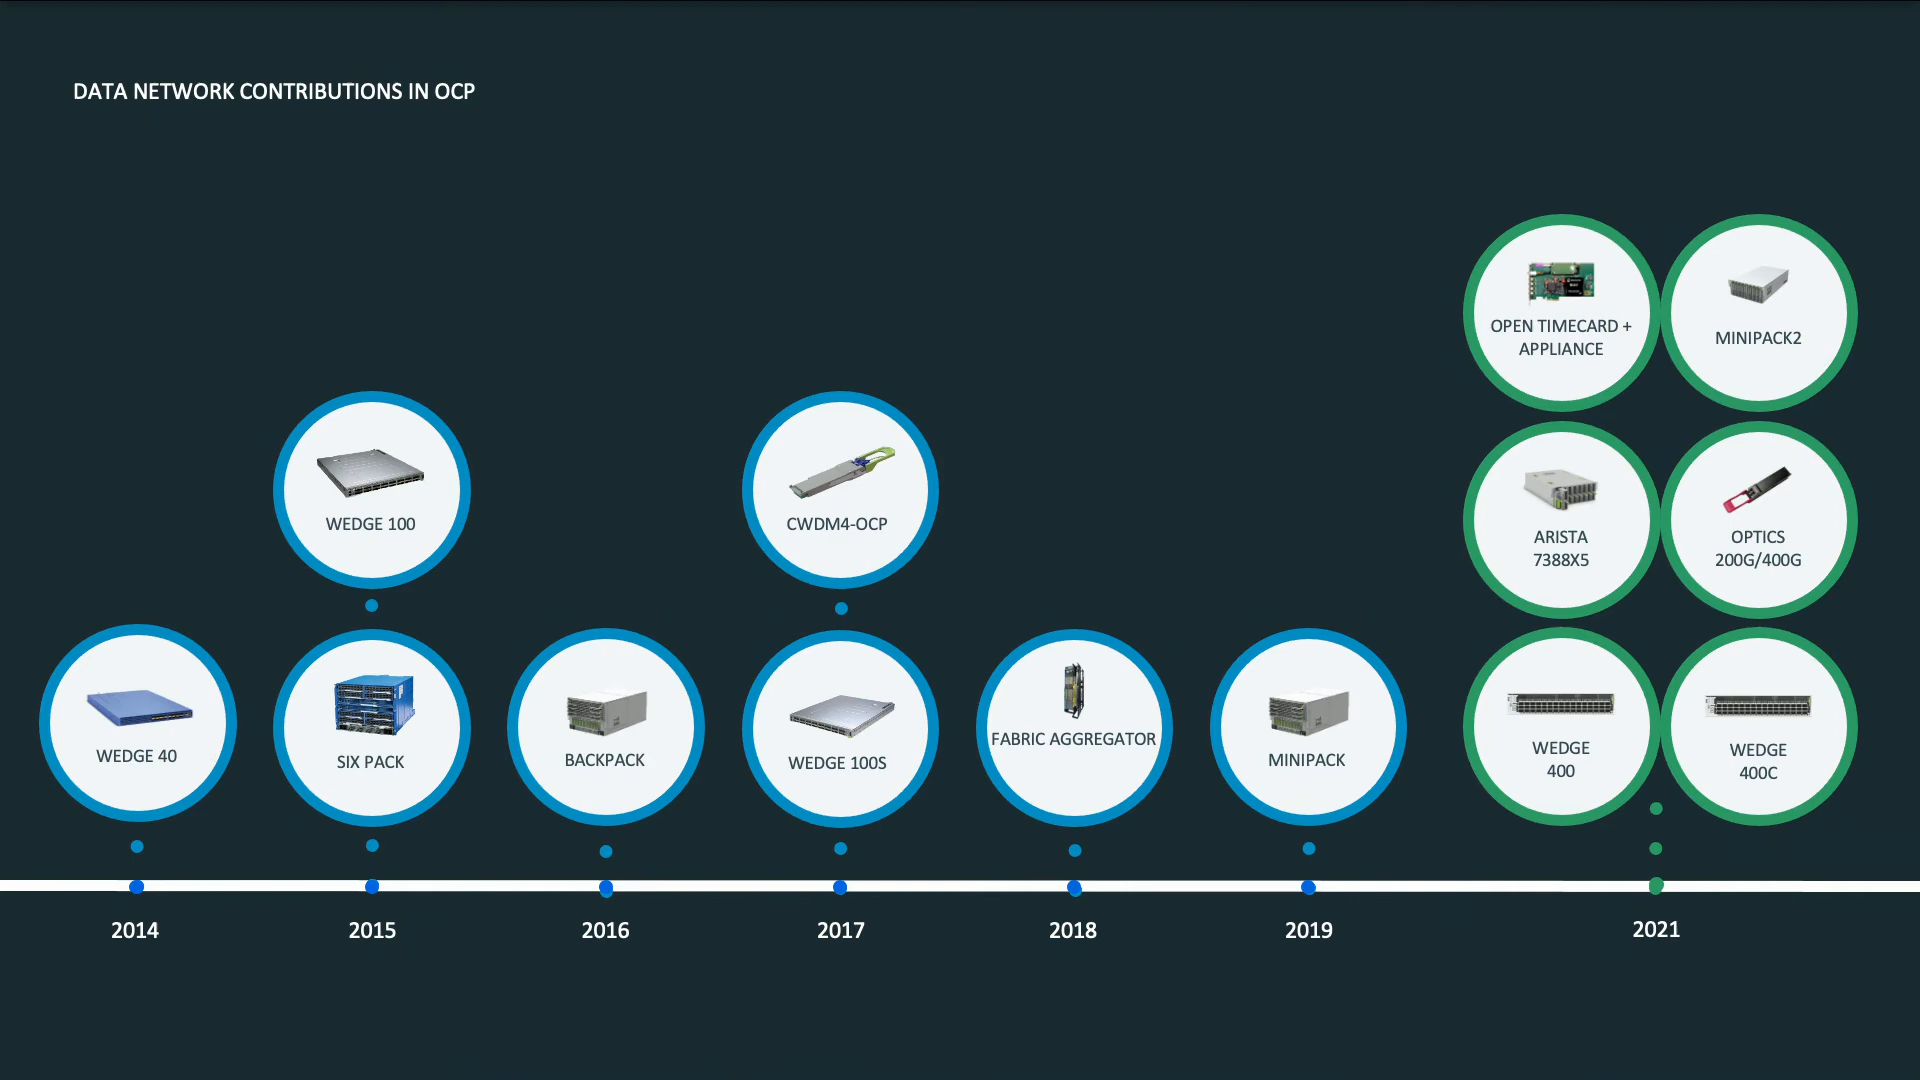 DATA NETWORK CONTRIBUTIONS IN OCP
OPEN TIMECARD +
APPLIANCE
MINIPACK2
WEDGE 100
CWDM4-OCP
ARISTA
7388X5
OPTICS
200G/400G
WEDGE 40
SIX PACK
BACKPACK
WEDGE 100S
FABRIC AGGREGATOR
MINIPACK
WEDGE
400
WEDGE
400C
2014
2015
2016
2017
2018
2019
2021